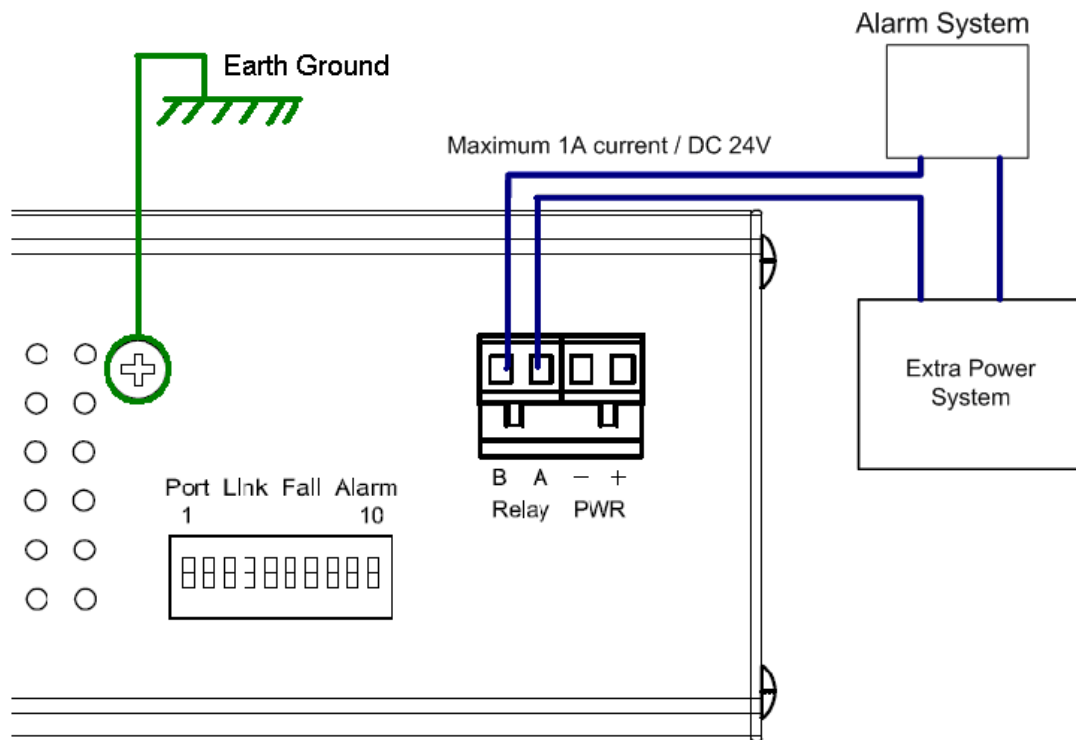 Alarm System
Earth Ground
Maximum 1A current / DC 24V
Extra Power
System
B A − +
Relay PWR
Port LInk FaIl Alarm
1 10